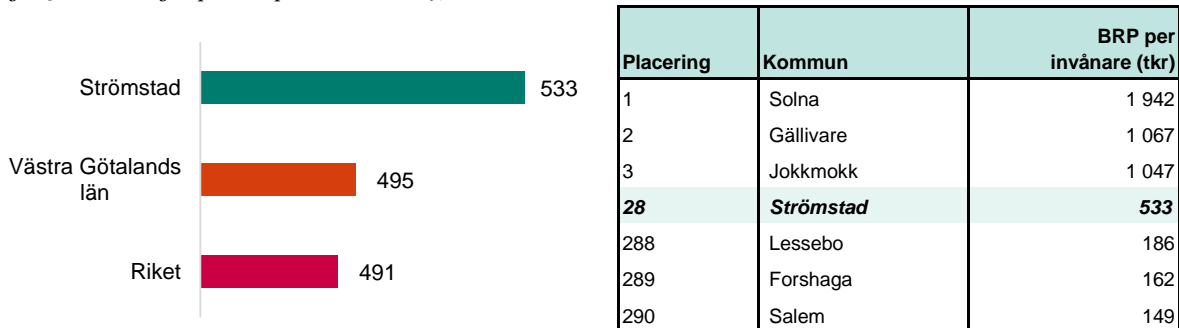 Strömstad
533
Västra Götalands
län
495
Riket
491
BRP per
Placering Kommun invånare (tkr)
1 Solna 1 942
2 Gällivare 1 067
3 Jokkmokk 1 047
28 Strömstad 533
288 Lessebo 186
289 Forshaga 162
290 Salem 149